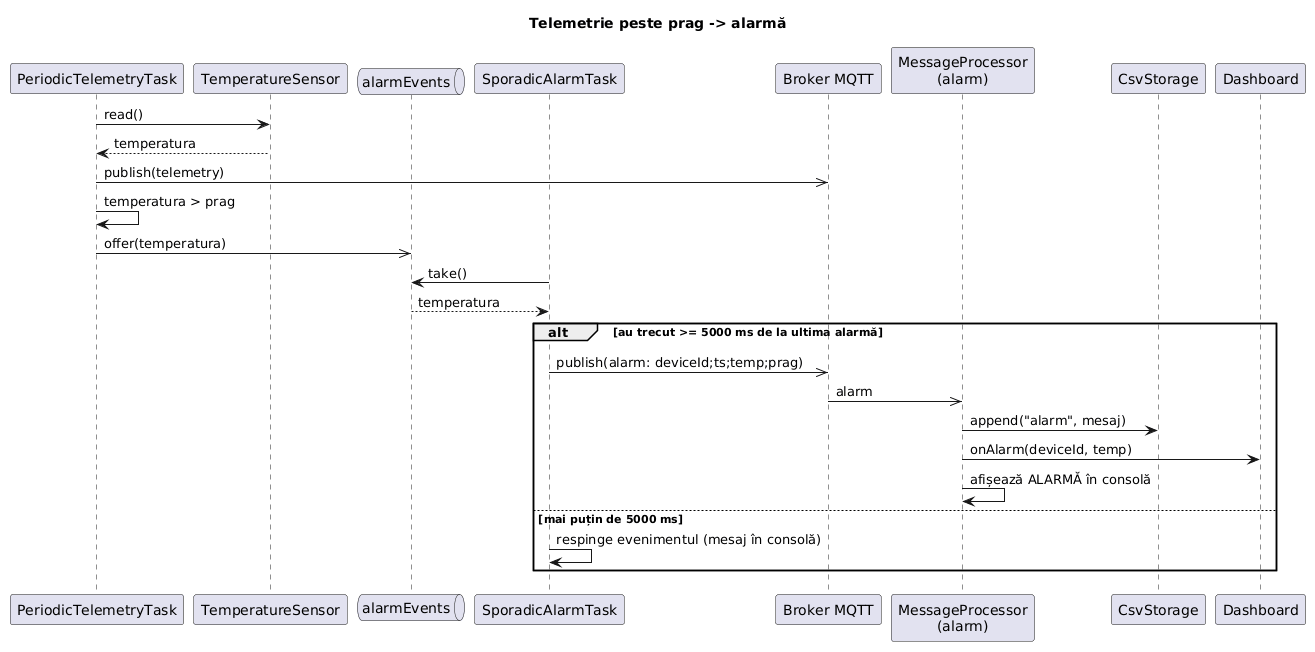 Telemetrie peste prag -> alarmă
PeriodicTelemetryTask
TemperatureSensor
alarmEvents
SporadicAlarmTask
Broker MQTT
MessageProcessor
(alarm)
CsvStorage
Dashboard
read()
temperatura
publish(telemetry)
temperatura > prag
offer(temperatura)
take()
temperatura
alt [au trecut >= 5000 ms de la ultima alarmă]
publish(alarm: deviceId;ts;temp;prag)
alarm
append("alarm", mesaj)
onAlarm(deviceId, temp)
afișează ALARMĂ în consolă
[mai puțin de 5000 ms]
respinge evenimentul (mesaj în consolă)
PeriodicTelemetryTask
TemperatureSensor
alarmEvents
SporadicAlarmTask
Broker MQTT
MessageProcessor
(alarm)
CsvStorage
Dashboard